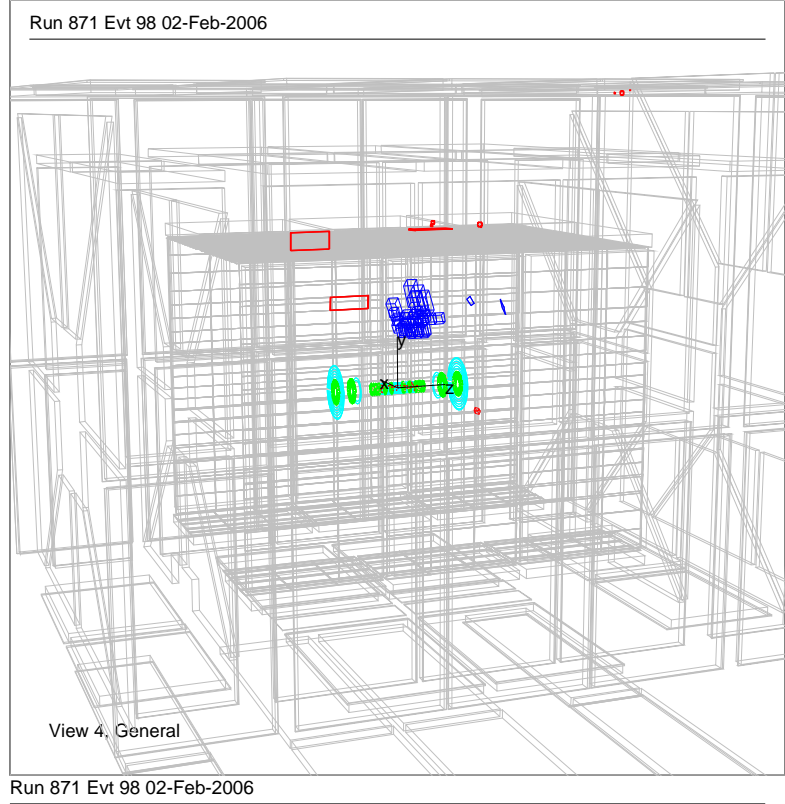 Run 871 Evt 98 02-Feb-2006
y
x
z
View 4, General
Run 871 Evt 98 02-Feb-2006